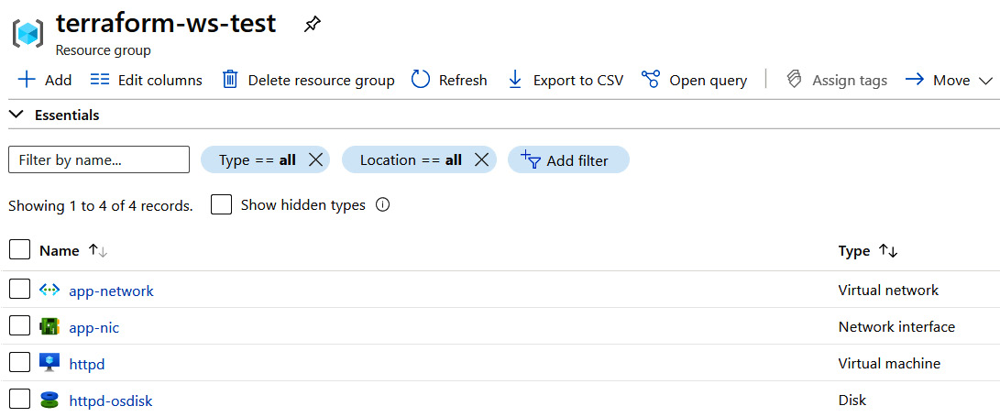 terraform-ws-test
Resource group
Add Edit columns Delete resource group Refresh Export to CSV Open query Assign tags Move
Essentials
Filter by name... Type == all Location == all Add filter
Showing 1 to 4 of 4 records. Show hidden types
Name Type
app-network Virtual network
app-nic Network interface
httpd Virtual machine
httpd-osdisk Disk